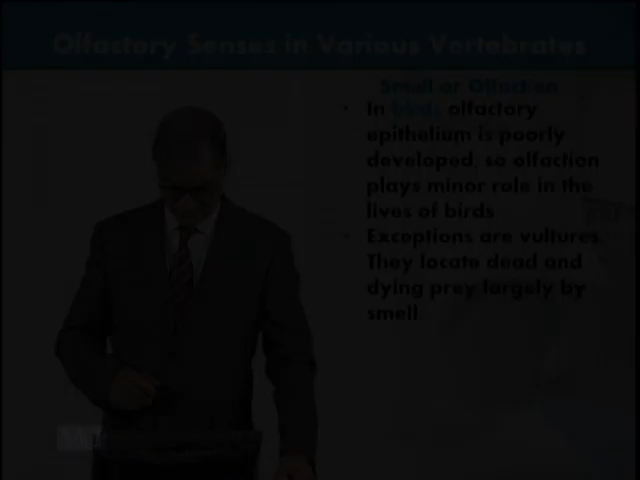 Olfactory Senses in Various Vertebrates
Smell or Olfaction
• In birds olfactory
epithelium is poorly
developed, so olfaction
plays minor role in the
lives of birds
• Exceptions are vultures.
They locate dead and
dying prey largely by
smell